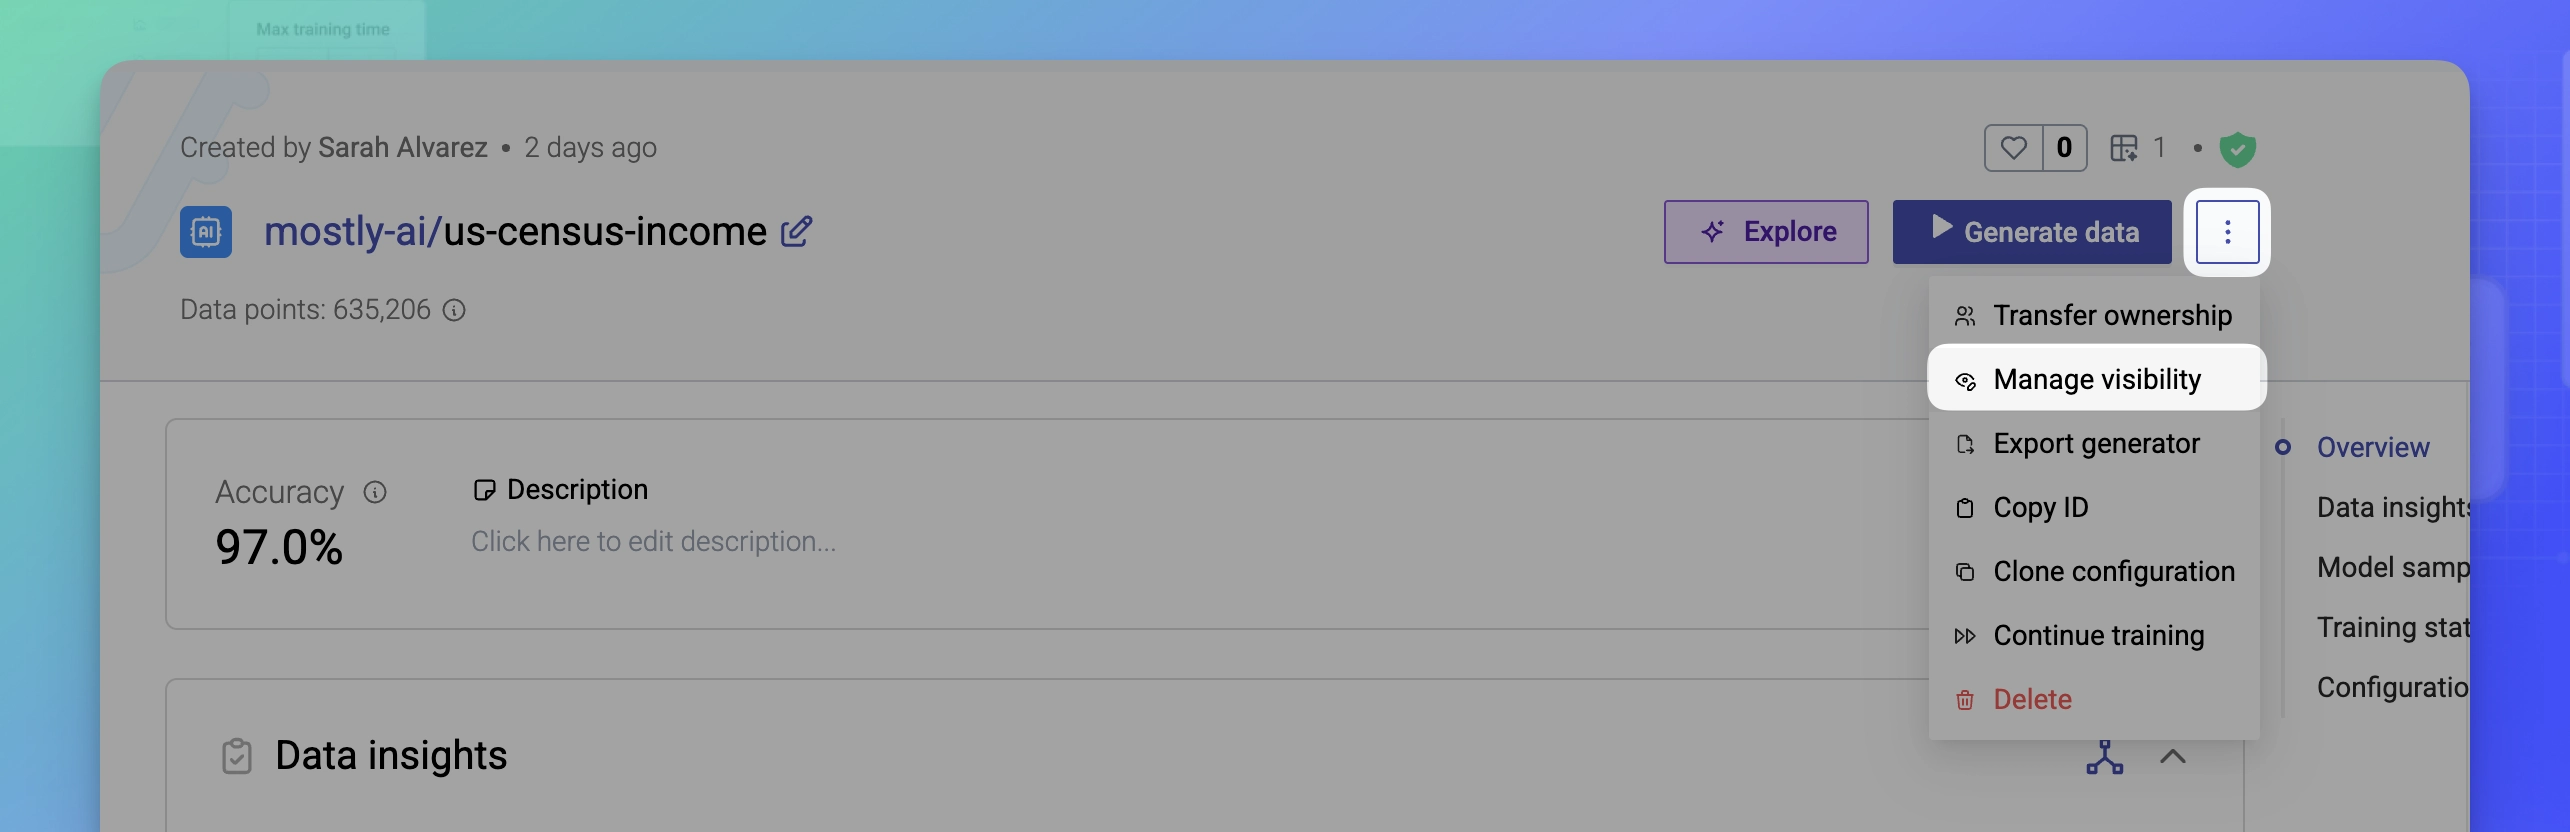 Max training time
Created by Sarah Alvarez • 2 days ago
0
1 •
mostly-ai/us-census-income
Explore
Generate data
Data points: 635,206
Transfer ownership
Manage visibility
Export generator
Copy ID
Clone configuration
Continue training
Delete
Accuracy
97.0%
Description
Click here to edit description...
Overview
Data insights
Model samp
Training stat
Configuratio
Data insights